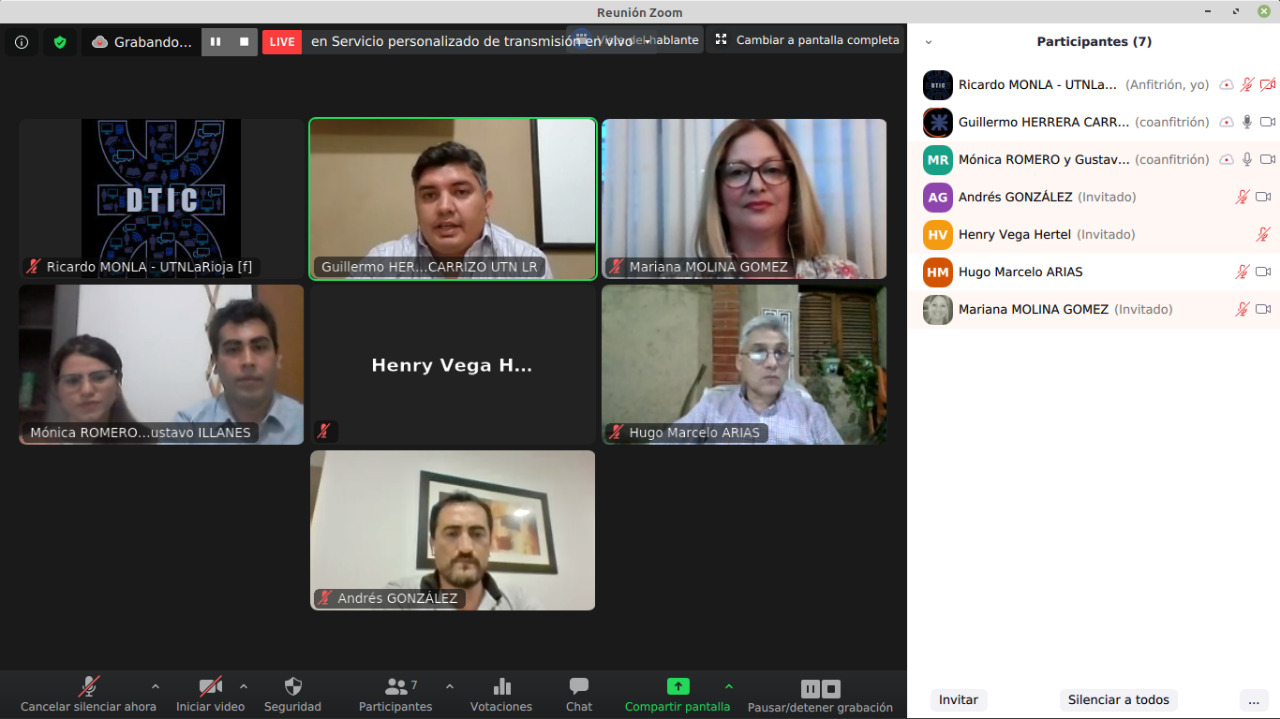 Reunión Zoom
Grabando...
LIVE
en Servicio personalizado de transmisión en vivo
hablante
Cambiar a pantalla completa
DTIC
Ricardo MONLA - UTNLaRioja [f]
Guillermo HER...CARRIZO UTN LR
Mariana MOLINA GOMEZ
Mónica ROMERO...ustavo ILLANES
Henry Vega H...
Hugo Marcelo ARIAS
Andrés GONZÁLEZ
Cancelar silenciar ahora
Iniciar video
Seguridad
7
Participantes
Votaciones
Chat
Compartir pantalla
Pausar/detener grabación
Participantes (7)
DTIC
Ricardo MONLA - UTNLa... (Anfitrión, yo)
Guillermo HERRERA CARR... (coanfitrión)
MR Mónica ROMERO y Gustav... (coanfitrión)
AG Andrés GONZÁLEZ (Invitado)
HV Henry Vega Hertel (Invitado)
HM Hugo Marcelo ARIAS
Mariana MOLINA GOMEZ (Invitado)
Invitar
Silenciar a todos
...